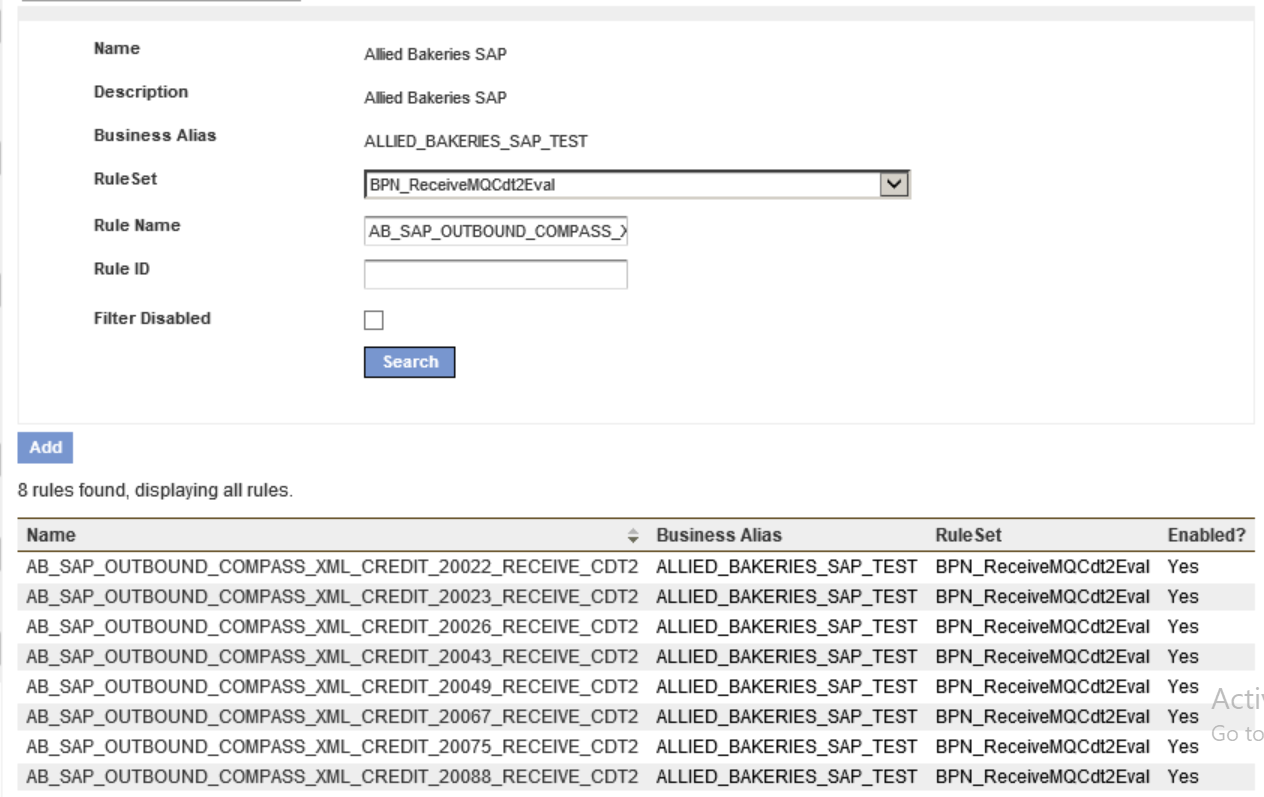 Name Allied Bakeries SAP
Description Allied Bakeries SAP
Business Alias ALLIED_BAKERIES_SAP_TEST
RuleSet BPN_ReceiveMQCdt2Eval
Rule Name AB_SAP_OUTBOUND_COMPASS_X
Rule ID
Filter Disabled
Search
Add
8 rules found, displaying all rules.
Name Business Alias RuleSet Enabled?
AB_SAP_OUTBOUND_COMPASS_XML_CREDIT_20022_RECEIVE_CDT2 ALLIED_BAKERIES_SAP_TEST BPN_ReceiveMQCdt2Eval Yes
AB_SAP_OUTBOUND_COMPASS_XML_CREDIT_20023_RECEIVE_CDT2 ALLIED_BAKERIES_SAP_TEST BPN_ReceiveMQCdt2Eval Yes
AB_SAP_OUTBOUND_COMPASS_XML_CREDIT_20026_RECEIVE_CDT2 ALLIED_BAKERIES_SAP_TEST BPN_ReceiveMQCdt2Eval Yes
AB_SAP_OUTBOUND_COMPASS_XML_CREDIT_20043_RECEIVE_CDT2 ALLIED_BAKERIES_SAP_TEST BPN_ReceiveMQCdt2Eval Yes
AB_SAP_OUTBOUND_COMPASS_XML_CREDIT_20049_RECEIVE_CDT2 ALLIED_BAKERIES_SAP_TEST BPN_ReceiveMQCdt2Eval Yes
Acti
AB_SAP_OUTBOUND_COMPASS_XML_CREDIT_20067_RECEIVE_CDT2 ALLIED_BAKERIES_SAP_TEST BPN_ReceiveMQCdt2Eval Yes
Go to
AB_SAP_OUTBOUND_COMPASS_XML_CREDIT_20075_RECEIVE_CDT2 ALLIED_BAKERIES_SAP_TEST BPN_ReceiveMQCdt2Eval Yes
AB_SAP_OUTBOUND_COMPASS_XML_CREDIT_20088_RECEIVE_CDT2 ALLIED_BAKERIES_SAP_TEST BPN_ReceiveMQCdt2Eval Yes